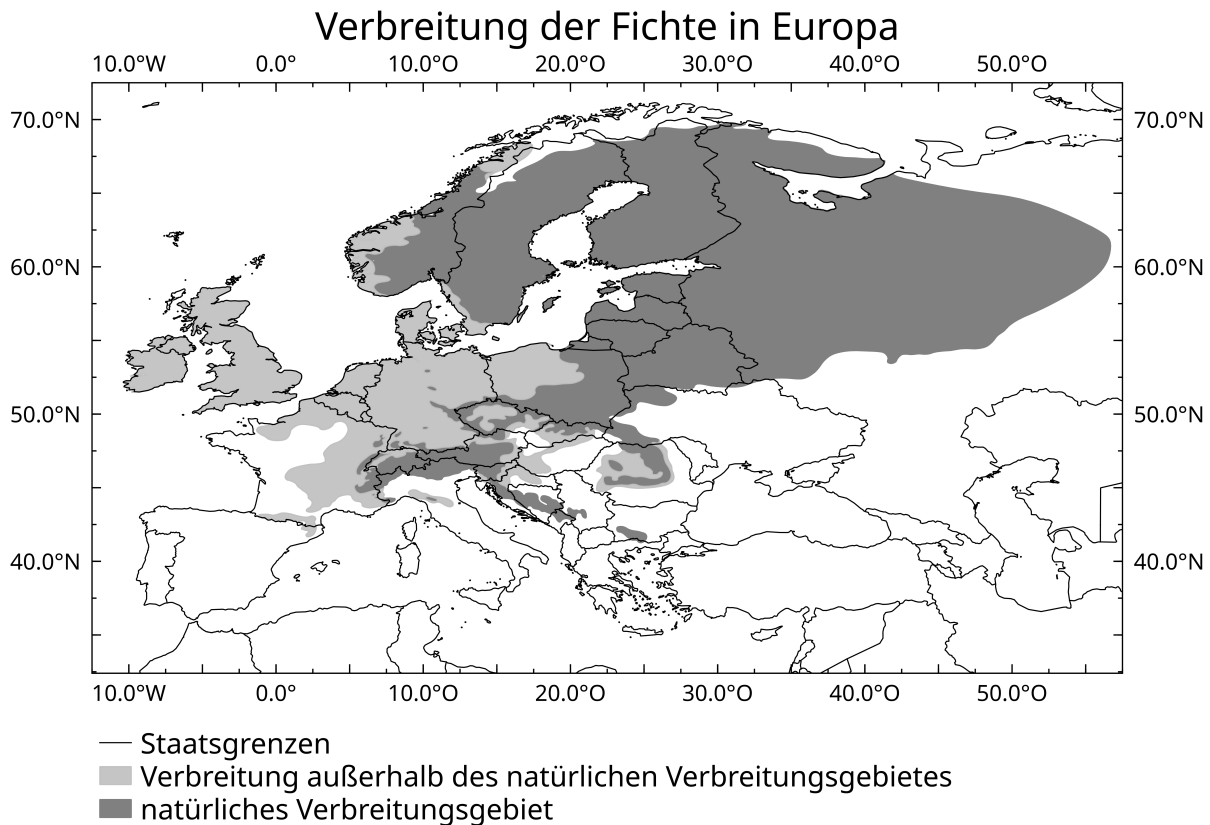 Verbreitung der Fichte in Europa
10.0°W 0.0° 10.0°O 20.0°O 30.0°O 40.0°O 50.0°O
70.0°N 70.0°N
60.0°N 60.0°N
50.0°N 50.0°N
40.0°N 40.0°N
10.0°W 0.0° 10.0°O 20.0°O 30.0°O 40.0°O 50.0°O
Staatsgrenzen
Verbreitung außerhalb des natürlichen Verbreitungsgebietes
natürliches Verbreitungsgebiet